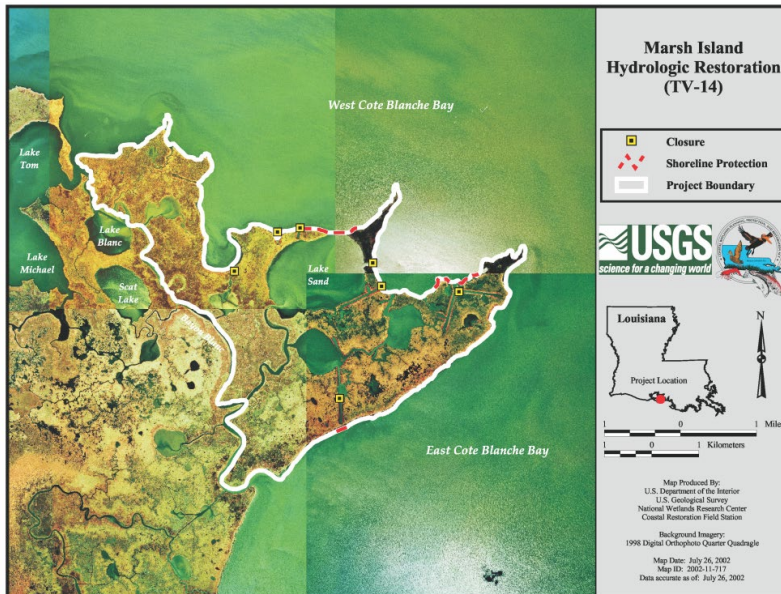 Marsh Island
Hydrologic Restoration
(TV-14)
West Cote Blanche Bay
Lake
Tom
Lake
Blanc
Lake
Michael
Scat
Lake
Lake
Sand
East Cote Blanche Bay
Closure
Shoreline Protection
Project Boundary
USGS
science for a changing world
Louisiana
Project Location
N
1 0 1 Mile
1 0 1 Kilometers
Map Produced By:
U.S. Department of the Interior
U.S. Geological Survey
National Wetlands Research Center
Coastal Restoration Field Station
Background Imagery:
1998 Digital Orthophoto Quarter Quadragle
Map Date: July 26, 2002
Map ID: 2002-11-717
Data accurate as of: July 26, 2002